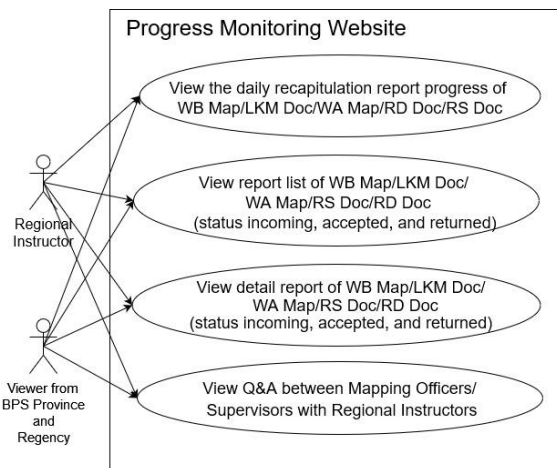 Progress Monitoring Website
View the daily recapitulation report progress of
WB Map/LKM Doc/WA Map/RD Doc/RS Doc
View report list of WB Map/LKM Doc/
WA Map/RS Doc/RD Doc
(status incoming, accepted, and returned)
Regional
Instructor
View detail report of WB Map/LKM Doc/
WA Map/RS Doc/RD Doc
(status incoming, accepted, and returned)
Viewer from
BPS Province
and
Regency
View Q&A between Mapping Officers/
Supervisors with Regional Instructors